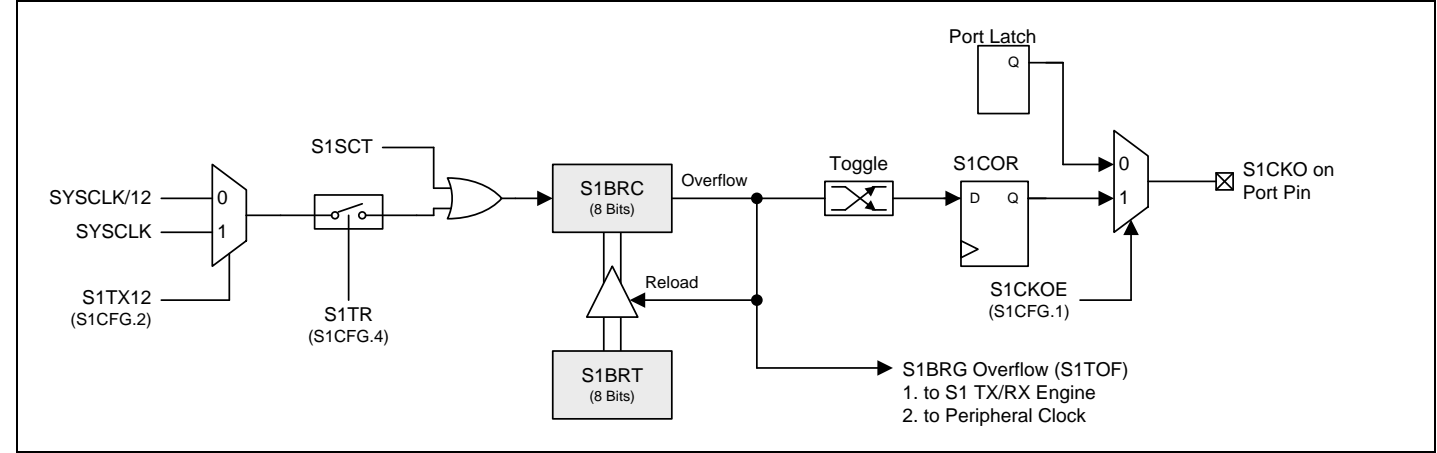 Port Latch
Q
S1SCT
Toggle
S1COR
SYSCLK/12
0
S1BRC
(8 Bits)
Overflow
D Q
0
1
S1CKO on
Port Pin
SYSCLK
1
S1TX12
(S1CFG.2)
S1TR
(S1CFG.4)
Reload
S1CKOE
(S1CFG.1)
S1BRT
(8 Bits)
S1BRG Overflow (S1TOF)
1. to S1 TX/RX Engine
2. to Peripheral Clock